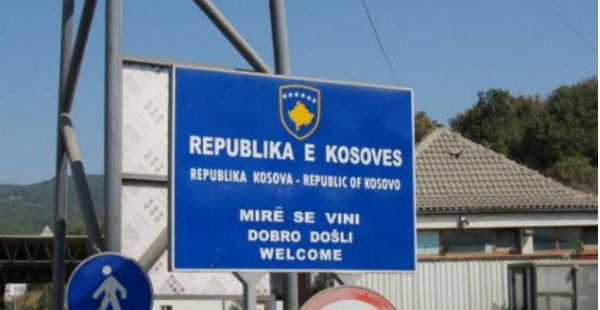 REPUBLIKA E KOSOVES
REPUBLIKA KOSOVA - REPUBLIC OF KOSOVO
MIRË SE VINI
DOBRO DOŠLI
WELCOME